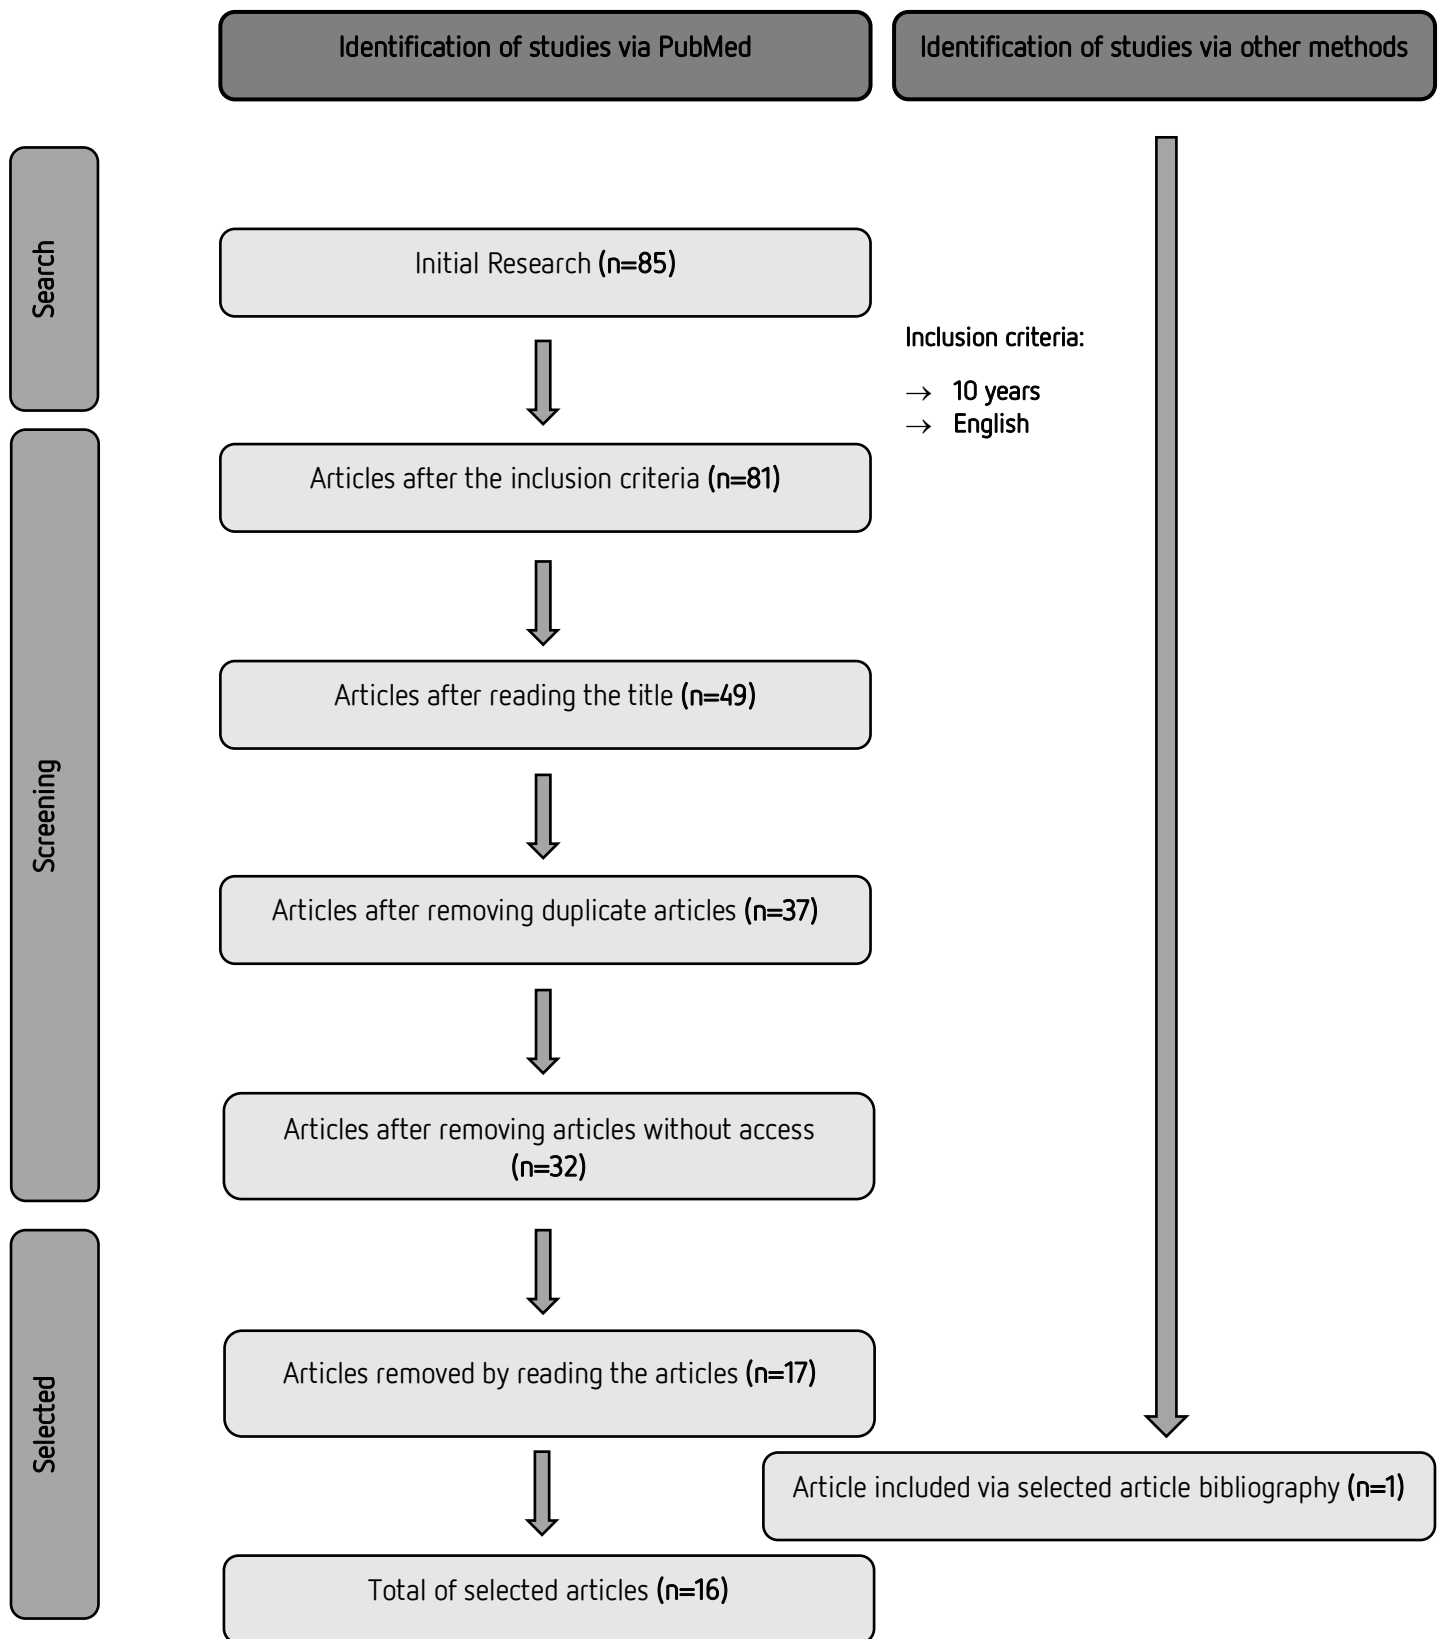 Identification of studies via PubMed
Identification of studies via other methods
Search
Initial Research (n=85)
Inclusion criteria:
→ 10 years
→ English
Articles after the inclusion criteria (n=81)
Screening
Articles after reading the title (n=49)
Articles after removing duplicate articles (n=37)
Articles after removing articles without access
(n=32)
Selected
Articles removed by reading the articles (n=17)
Article included via selected article bibliography (n=1)
Total of selected articles (n=16)